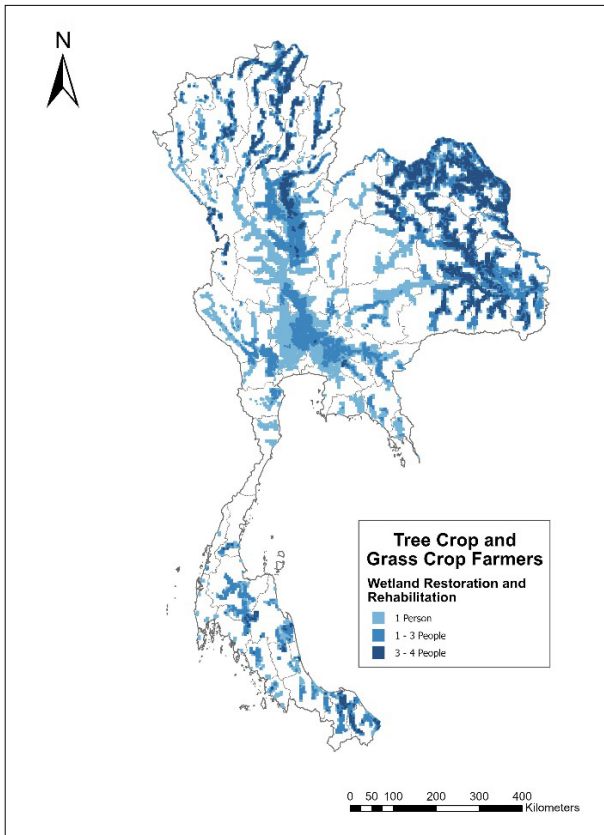 N
Tree Crop and
Grass Crop Farmers
Wetland Restoration and
Rehabilitation
1 Person
1 - 3 People
3 - 4 People
0 50 100 200 300 400
Kilometers